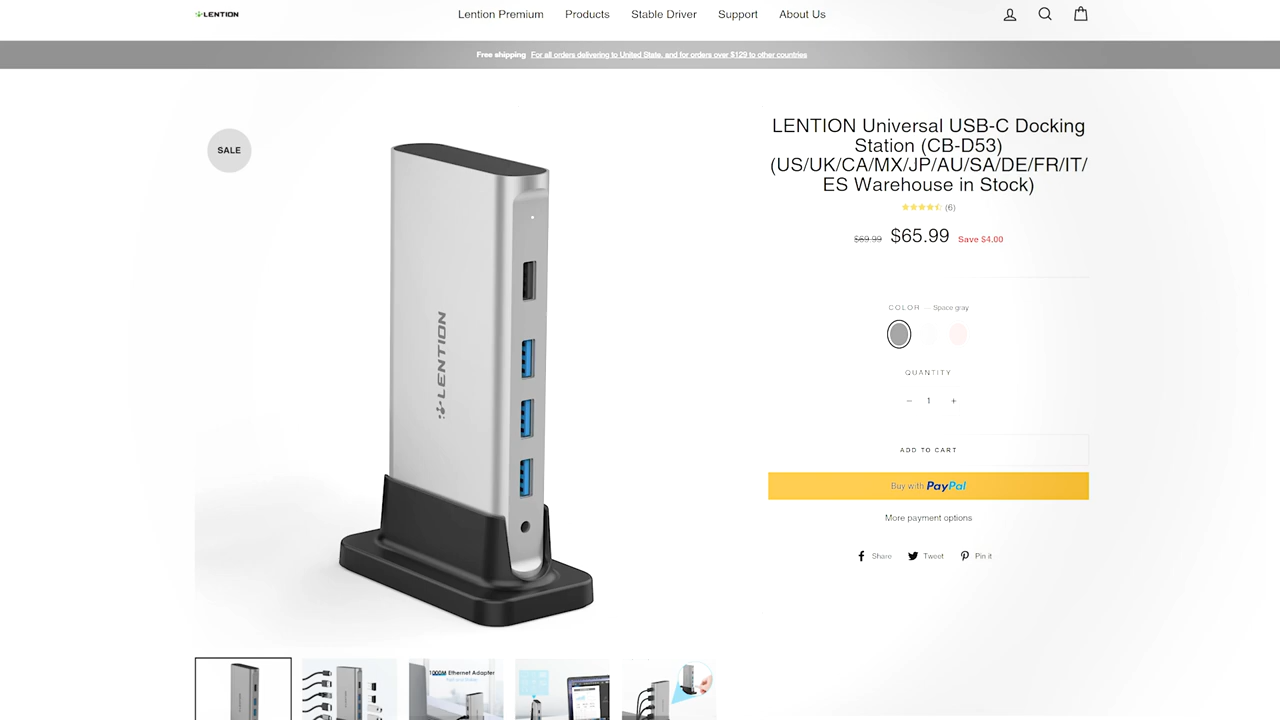 LENTION
Lention Premium
Products
Stable Driver
Support
About Us
Free shipping For all orders delivering to United State, and for orders over $129 to other countries
SALE
LENTION
LENTION Universal USB-C Docking
Station (CB-D53)
(US/UK/CA/MX/JP/AU/SA/DE/FR/IT/
ES Warehouse in Stock)
(6)
$69.99 $65.99 Save $4.00
COLOR — Space gray
QUANTITY
− 1 +
ADD TO CART
Buy with PayPal
More payment options
Share
Tweet
Pin it
1000M Ethernet Adapter